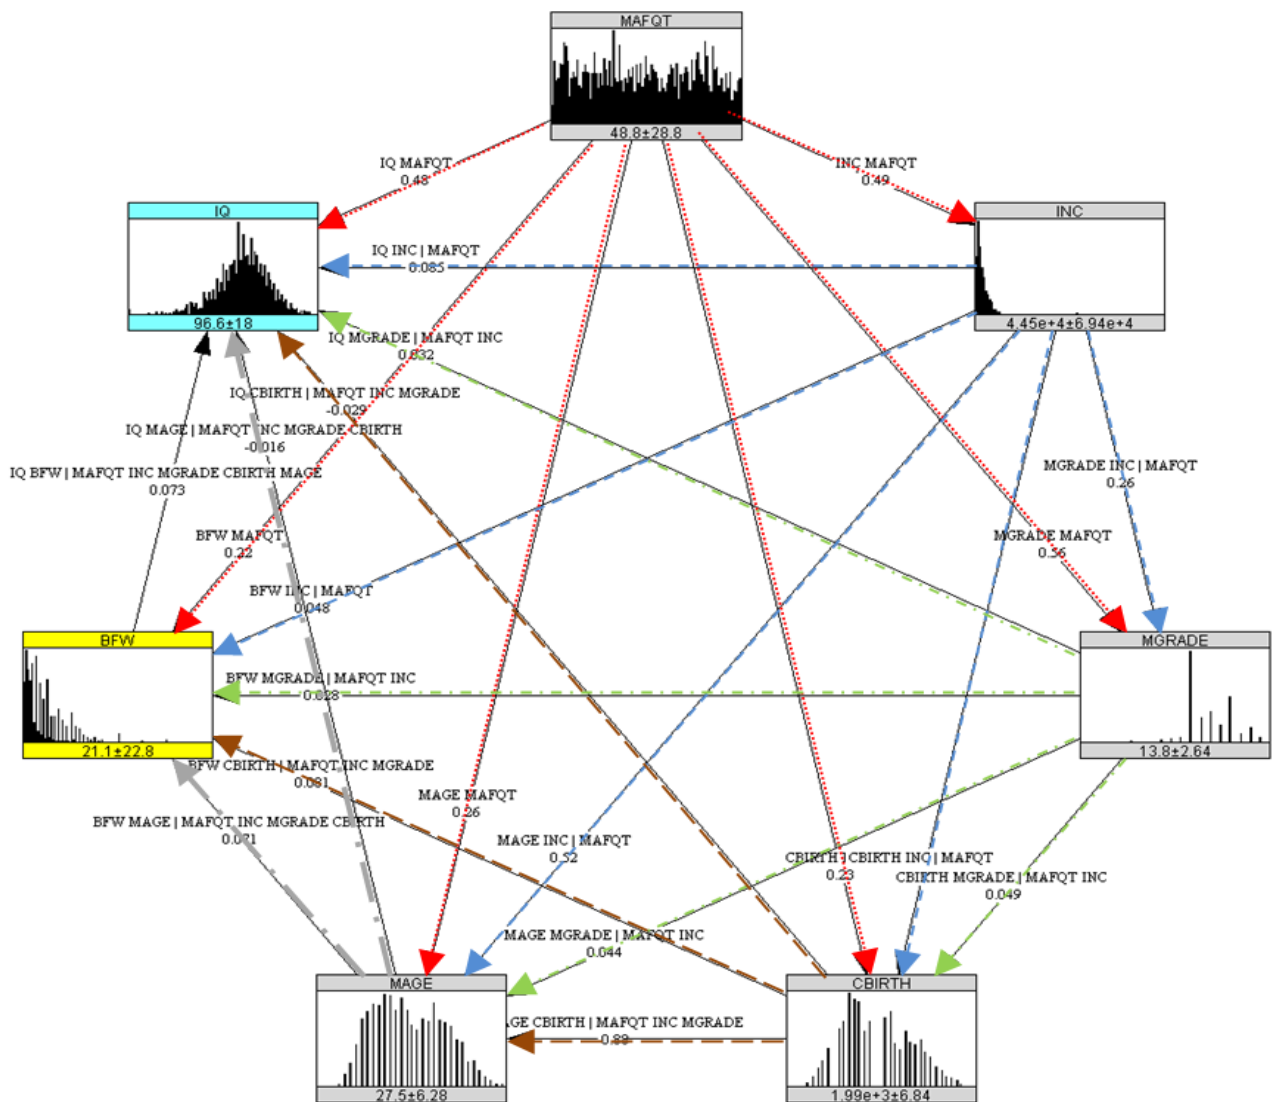 MAFQT
48.8±28.8
IQ MAFQT
0.48
INC MAFQT
0.49
IQ
96.6±18
INC
4.45e+4±6.94e+4
IQ INC | MAFQT
0.085
IQ MGRADE | MAFQT INC
0.032
IQ CBIRTH | MAFQT INC MGRADE
-0.029
IQ MAGE | MAFQT INC MGRADE CBIRTH
-0.016
IQ BFW | MAFQT INC MGRADE CBIRTH MAGE
0.073
MGRADE INC | MAFQT
0.26
BFW MAFQT
0.22
MGRADE MAFQT
0.56
BFW INC | MAFQT
0.048
BFW
21.1±22.8
MGRADE
13.8±2.64
BFW MGRADE | MAFQT INC
0.028
BFW CBIRTH | MAFQT INC MGRADE
0.081
MAGE MAFQT
0.26
BFW MAGE | MAFQT INC MGRADE CBIRTH
0.071
MAGE INC | MAFQT
0.52
CBIRTH INC | MAFQT
0.23
CBIRTH MGRADE | MAFQT INC
0.049
MAGE MGRADE | MAFQT INC
0.044
MAGE
27.5±6.28
CBIRTH
1.99e+3±6.84
AGE CBIRTH | MAFQT INC MGRADE
0.88